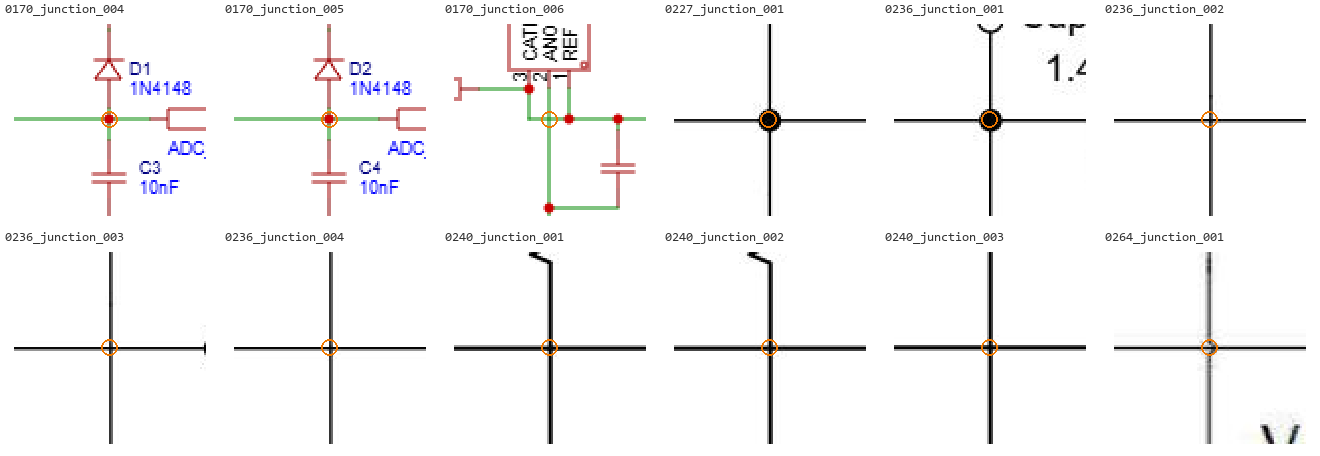 0170_junction_004
0170_junction_005
0170_junction_006
0227_junction_001
0236_junction_001
0236_junction_002
D1
1N4148
ADC
C3
10nF
D2
1N4148
ADC
C4
10nF
CATI
ANO
REF
3
2
1
1.4
0236_junction_003
0236_junction_004
0240_junction_001
0240_junction_002
0240_junction_003
0264_junction_001